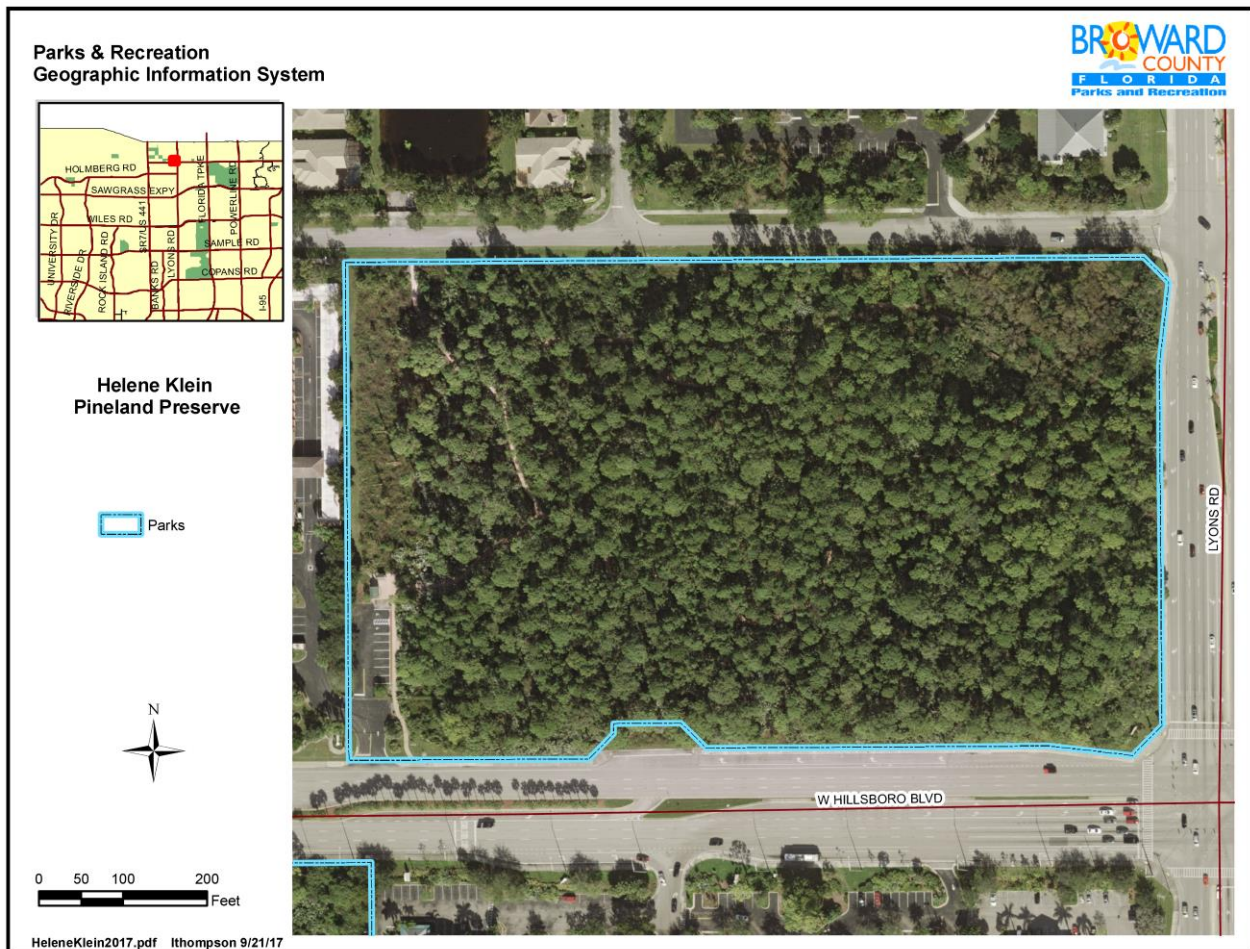 Parks & Recreation
Geographic Information System
BROWARD
COUNTY
FLORIDA
Parks and Recreation
HOLMBERG RD
SAWGRASS EXPY
WILES RD
SAMPLE RD
COPANS RD
UNIVERSITY DR
RIVERSIDE DR
ROCK ISLAND RD
BANKS RD
SR7/US 441
LYONS RD
FLORIDA TPKE
POWERLINE RD
I-95
Helene Klein
Pineland Preserve
Parks
LYONS RD
W HILLSBORO BLVD
N
0 50 100 200
Feet
HeleneKlein2017.pdf lthompson 9/21/17